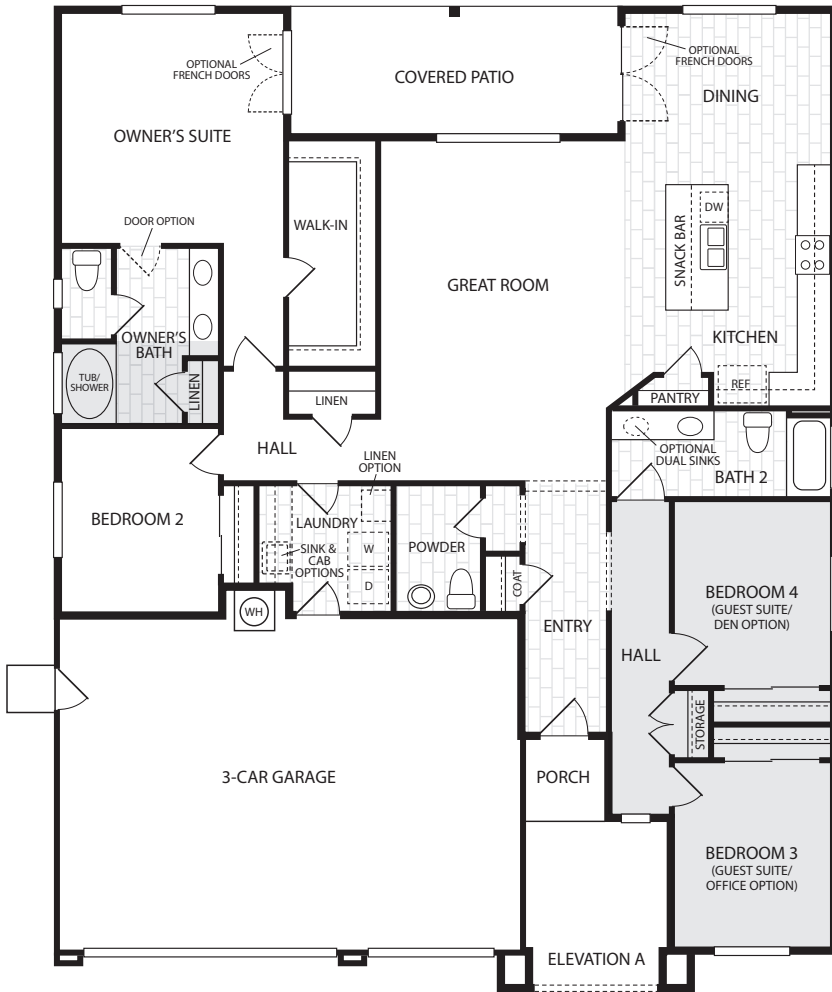 OPTIONAL
FRENCH DOORS
COVERED PATIO
OPTIONAL
FRENCH DOORS
DINING
OWNER'S SUITE
DOOR OPTION
WALK-IN
DW
SNACK BAR
GREAT ROOM
KITCHEN
OWNER'S
BATH
TUB/
SHOWER
LINEN
LINEN
PANTRY
REF
HALL
LINEN
OPTION
OPTIONAL
DUAL SINKS
BATH 2
BEDROOM 2
LAUNDRY
SINK &
CAB
OPTIONS
W
D
POWDER
COAT
ENTRY
HALL
BEDROOM 4
(GUEST SUITE/
DEN OPTION)
WH
STORAGE
3-CAR GARAGE
PORCH
BEDROOM 3
(GUEST SUITE/
OFFICE OPTION)
ELEVATION A